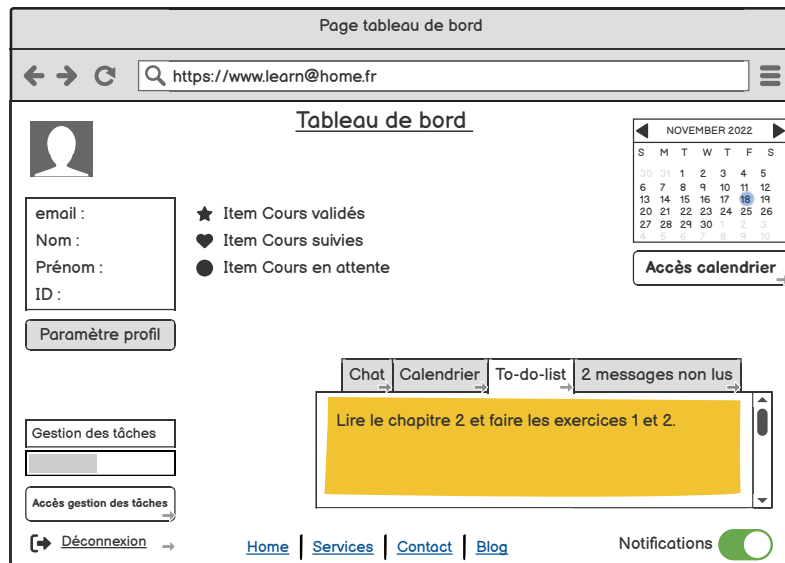 Page tableau de bord
https://www.learn@home.fr
Tableau de bord
NOVEMBER 2022
S M T W T F S
30 31 1 2 3 4 5
6 7 8 9 10 11 12
13 14 15 16 17 18 19
20 21 22 23 24 25 26
27 28 29 30 1 2 3
4 5 6 7 8 9 10
Accès calendrier
email :
Nom :
Prénom :
ID :
Paramètre profil
Item Cours validés
Item Cours suivies
Item Cours en attente
Chat
Calendrier
To-do-list
2 messages non lus
Lire le chapitre 2 et faire les exercices 1 et 2.
Gestion des tâches
Accès gestion des tâches
Déconnexion
Home
Services
Contact
Blog
Notifications